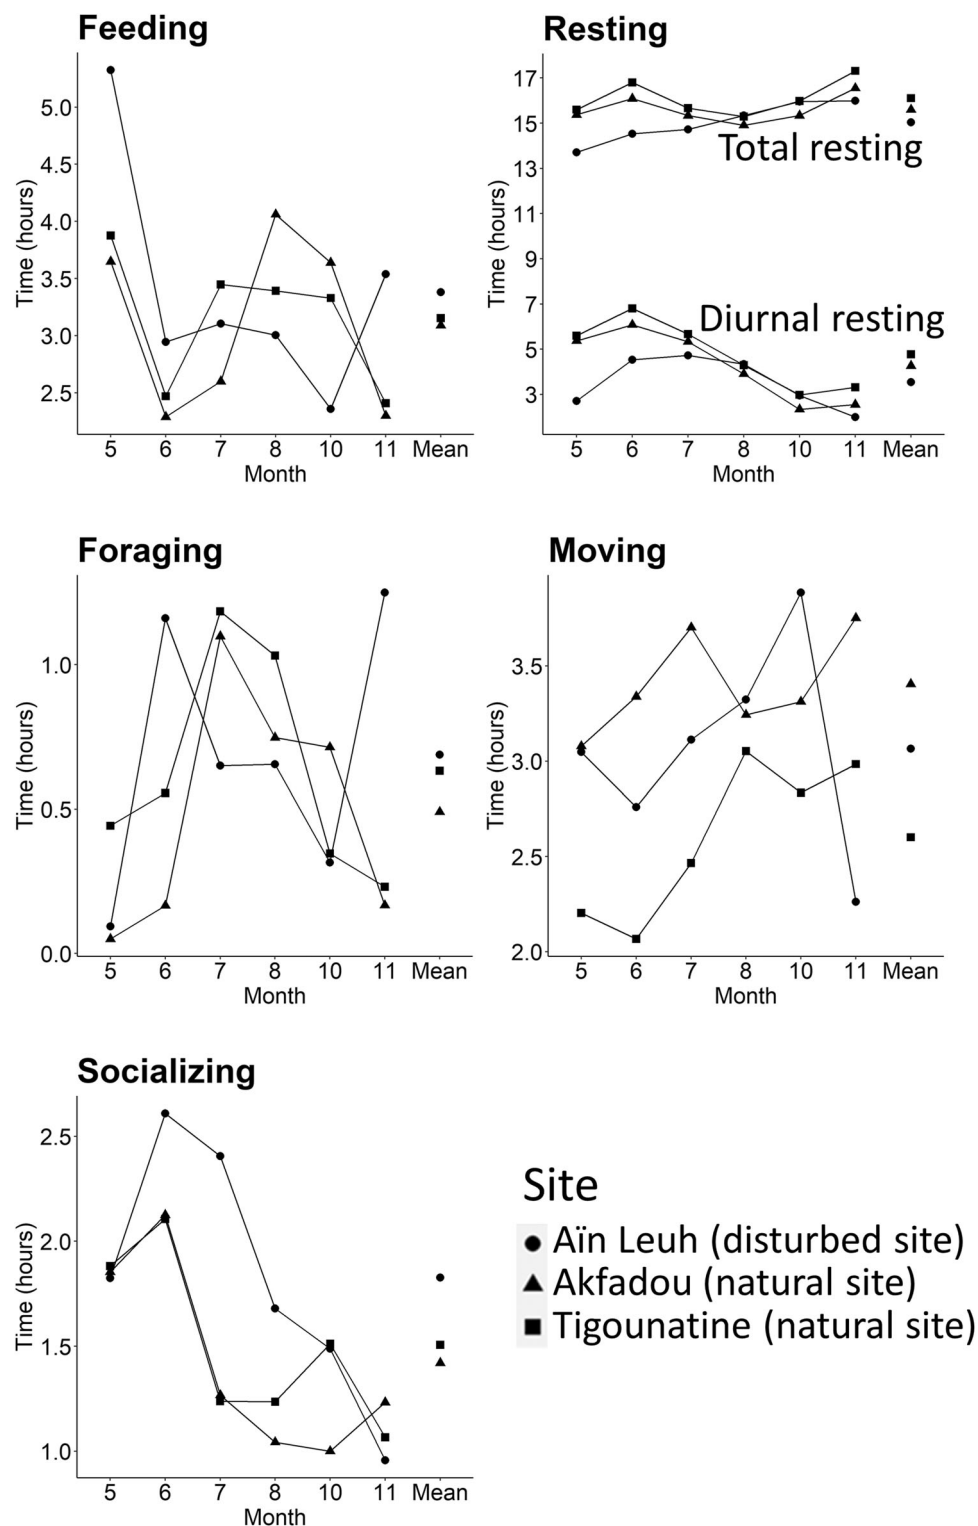 Feeding
Time (hours)
5.0
4.5
4.0
3.5
3.0
2.5
5 6 7 8 10 11 Mean
Month
Resting
Time (hours)
17
15
13
11
9
7
5
3
Total resting
Diurnal resting
5 6 7 8 10 11 Mean
Month
Foraging
Time (hours)
1.0
0.5
0.0
5 6 7 8 10 11 Mean
Month
Moving
Time (hours)
3.5
3.0
2.5
2.0
5 6 7 8 10 11 Mean
Month
Socializing
Time (hours)
2.5
2.0
1.5
1.0
5 6 7 8 10 11 Mean
Month
Site
Aïn Leuh (disturbed site)
Akfadou (natural site)
Tigounatine (natural site)